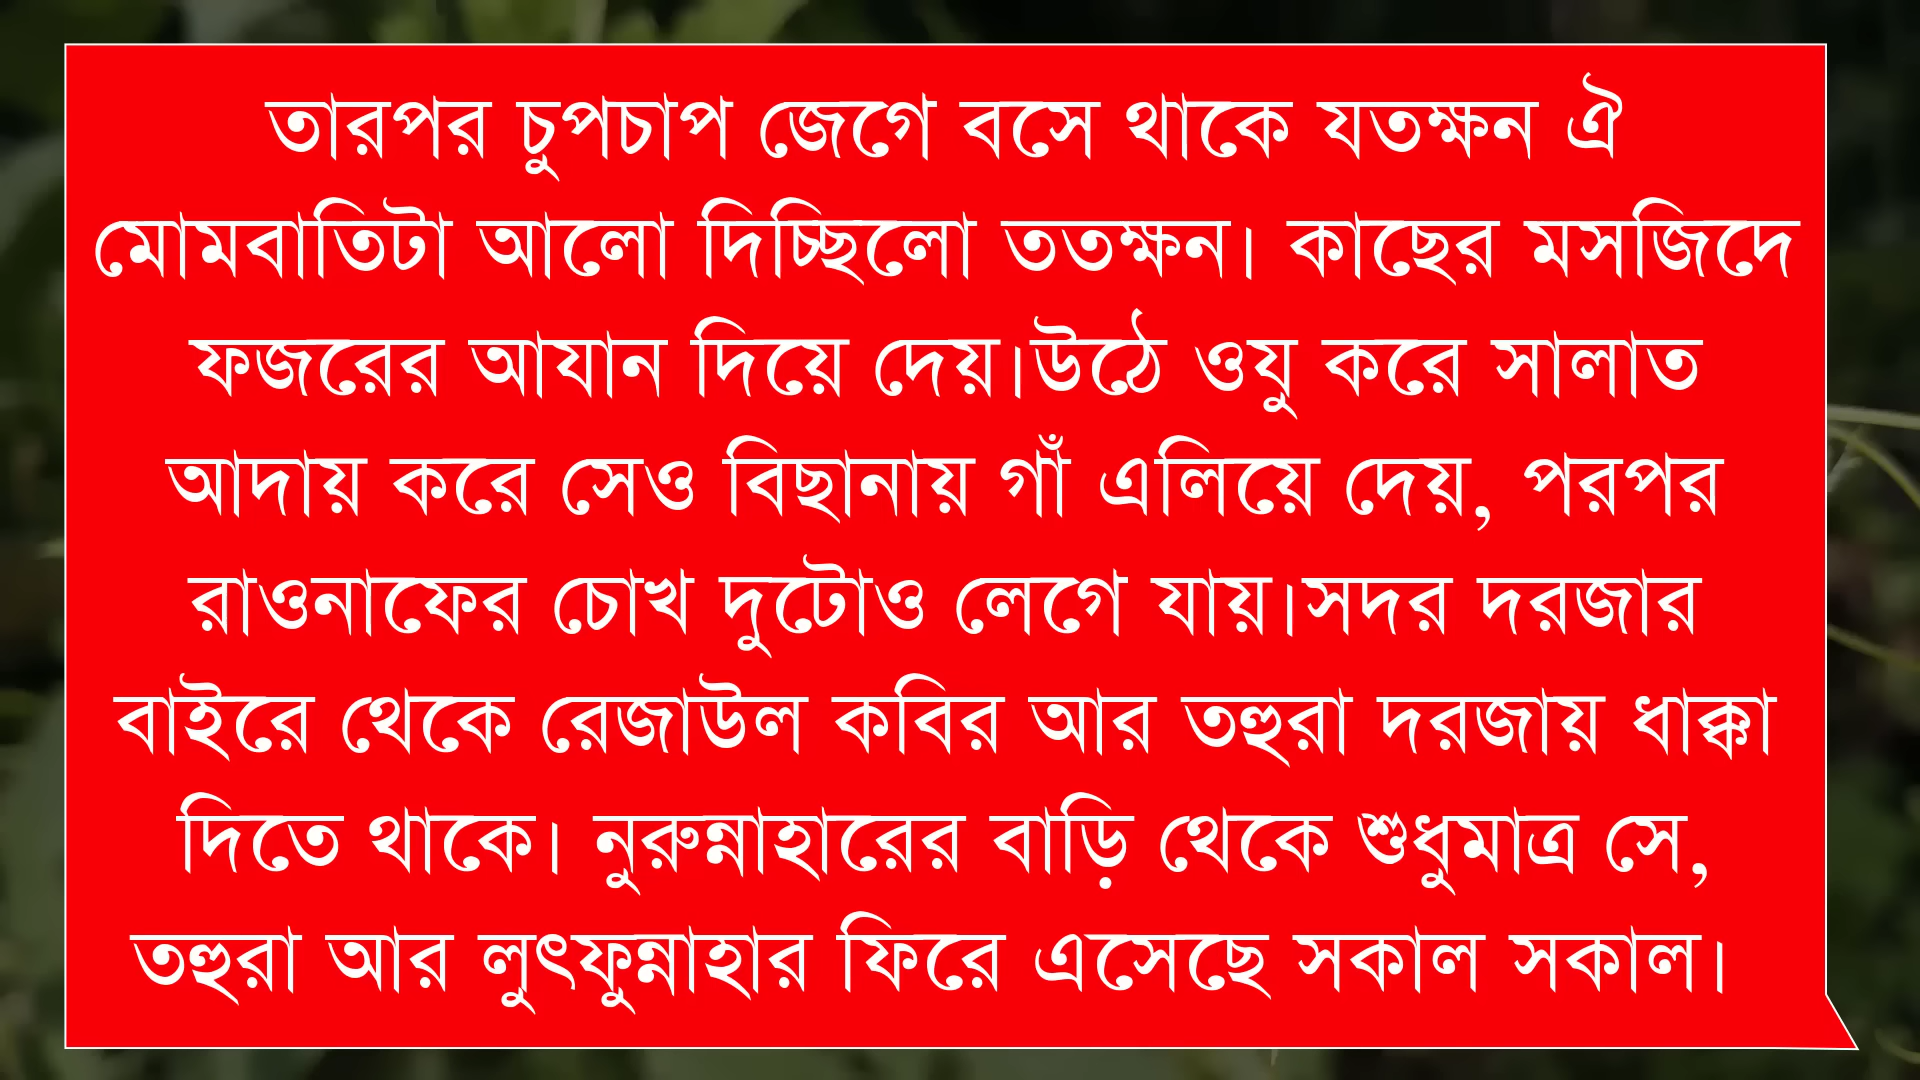 তারপর চুপচাপ জেগে বসে থাকে যতক্ষন ঐ
মোমবাতিটা আলো দিচ্ছিলো ততক্ষন। কাছের মসজিদে
ফজরের আযান দিয়ে দেয়।উঠে ওযু করে সালাত
আদায় করে সেও বিছানায় গাঁ এলিয়ে দেয়, পরপর
রাওনাফের চোখ দুটোও লেগে যায়।সদর দরজার
বাইরে থেকে রেজাউল কবির আর তহুরা দরজায় ধাক্কা
দিতে থাকে। নুরুন্নাহারের বাড়ি থেকে শুধুমাত্র সে,
তহুরা আর লুৎফুন্নাহার ফিরে এসেছে সকাল সকাল।